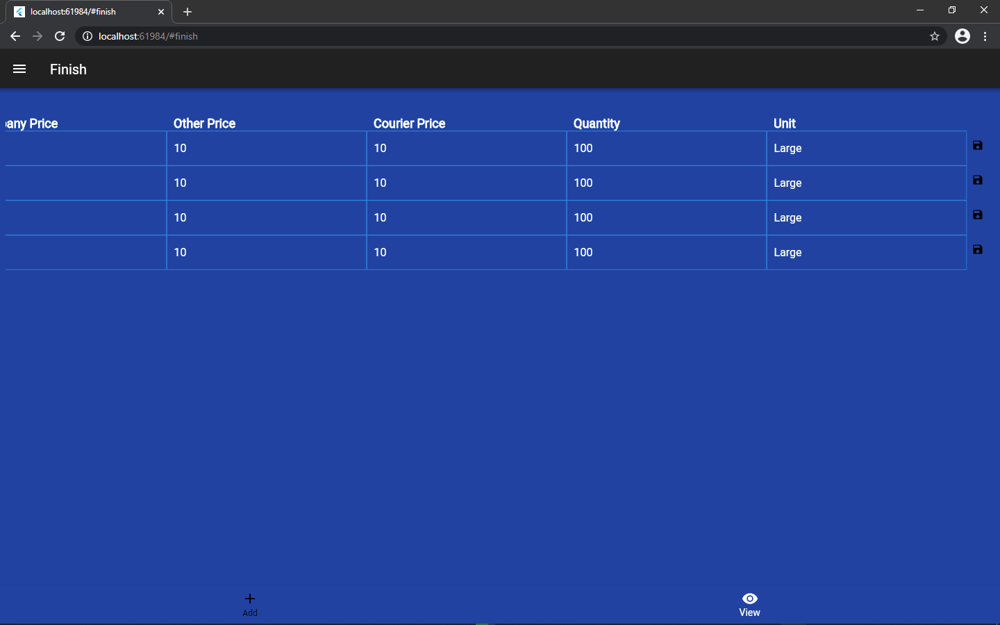 localhost:61984/#finish
localhost:61984/#finish
Finish
any Price Other Price Courier Price Quantity Unit
10 10 100 Large
10 10 100 Large
10 10 100 Large
10 10 100 Large
Add View